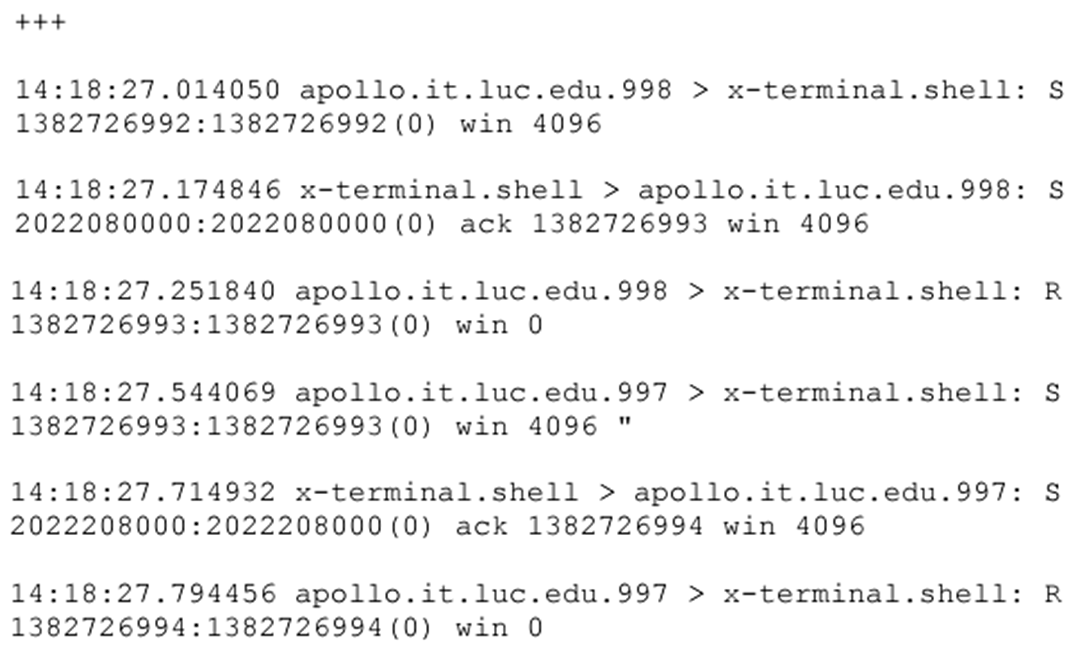 +++
14:18:27.014050 apollo.it.luc.edu.998 > x-terminal.shell: S
1382726992:1382726992(0) win 4096
14:18:27.174846 x-terminal.shell > apollo.it.luc.edu.998: S
2022080000:2022080000(0) ack 1382726993 win 4096
14:18:27.251840 apollo.it.luc.edu.998 > x-terminal.shell: R
1382726993:1382726993(0) win 0
14:18:27.544069 apollo.it.luc.edu.997 > x-terminal.shell: S
1382726993:1382726993(0) win 4096 "
14:18:27.714932 x-terminal.shell > apollo.it.luc.edu.997: S
2022208000:2022208000(0) ack 1382726994 win 4096
14:18:27.794456 apollo.it.luc.edu.997 > x-terminal.shell: R
1382726994:1382726994(0) win 0